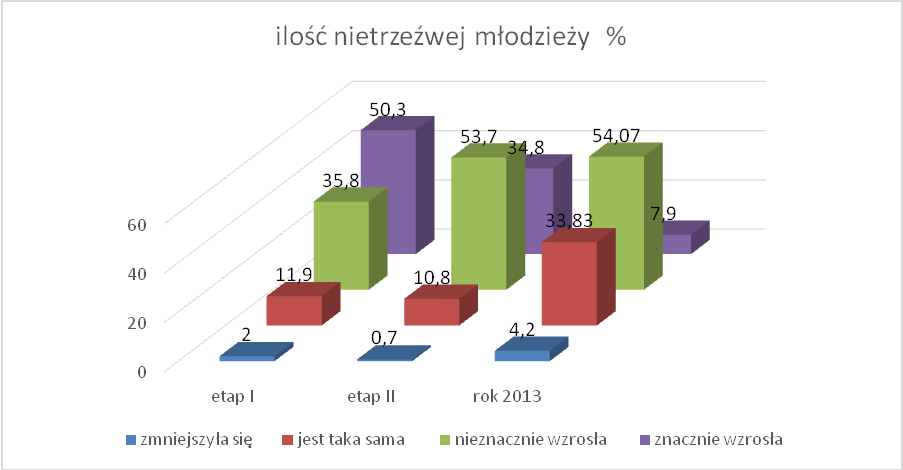 ilość nietrzeźwej młodzieży %
50,3
53,7
34,8
54,07
35,8
7,9
33,83
11,9
10,8
2
0,7
4,2
60
40
20
0
etap I
etap II
rok 2013
zmniejszyła się
jest taka sama
nieznacznie wzrosła
znacznie wzrosła